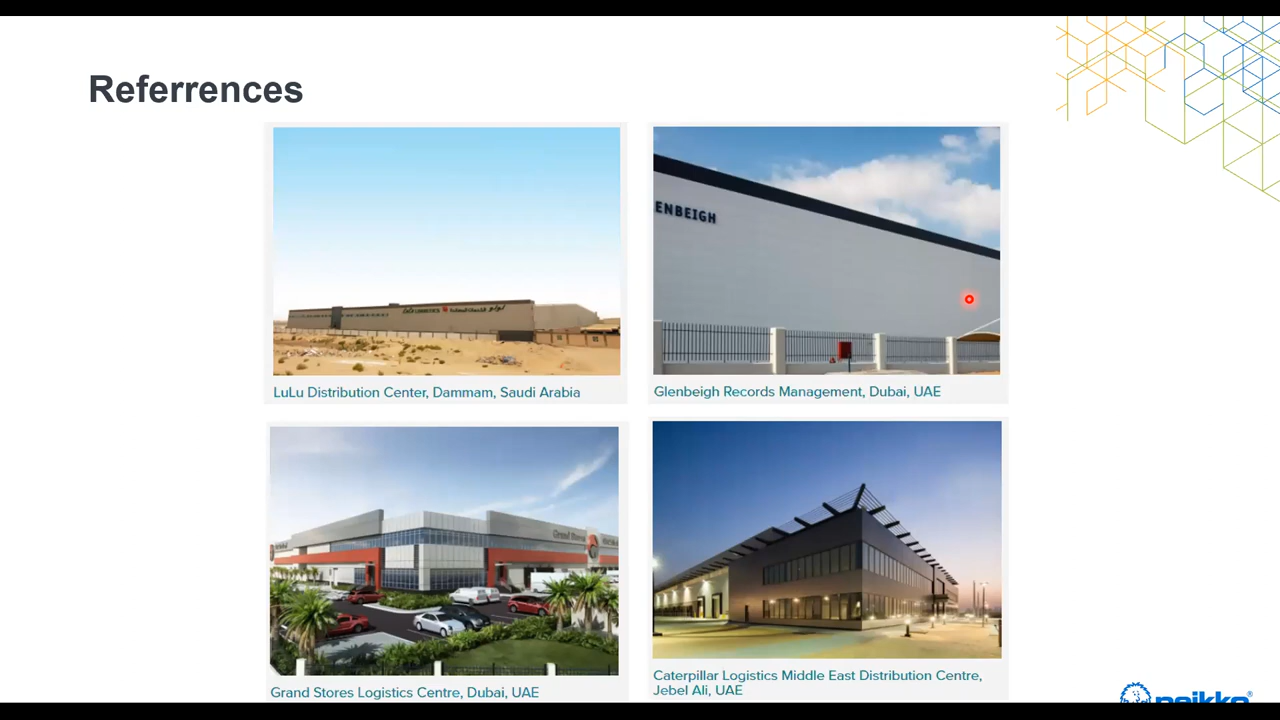 Referrences
ENBEIGH
LuLu Distribution Center, Dammam, Saudi Arabia
Glenbeigh Records Management, Dubai, UAE
Grand Stores Logistics Centre, Dubai, UAE
Caterpillar Logistics Middle East Distribution Centre,
Jebel Ali, UAE
peikko®